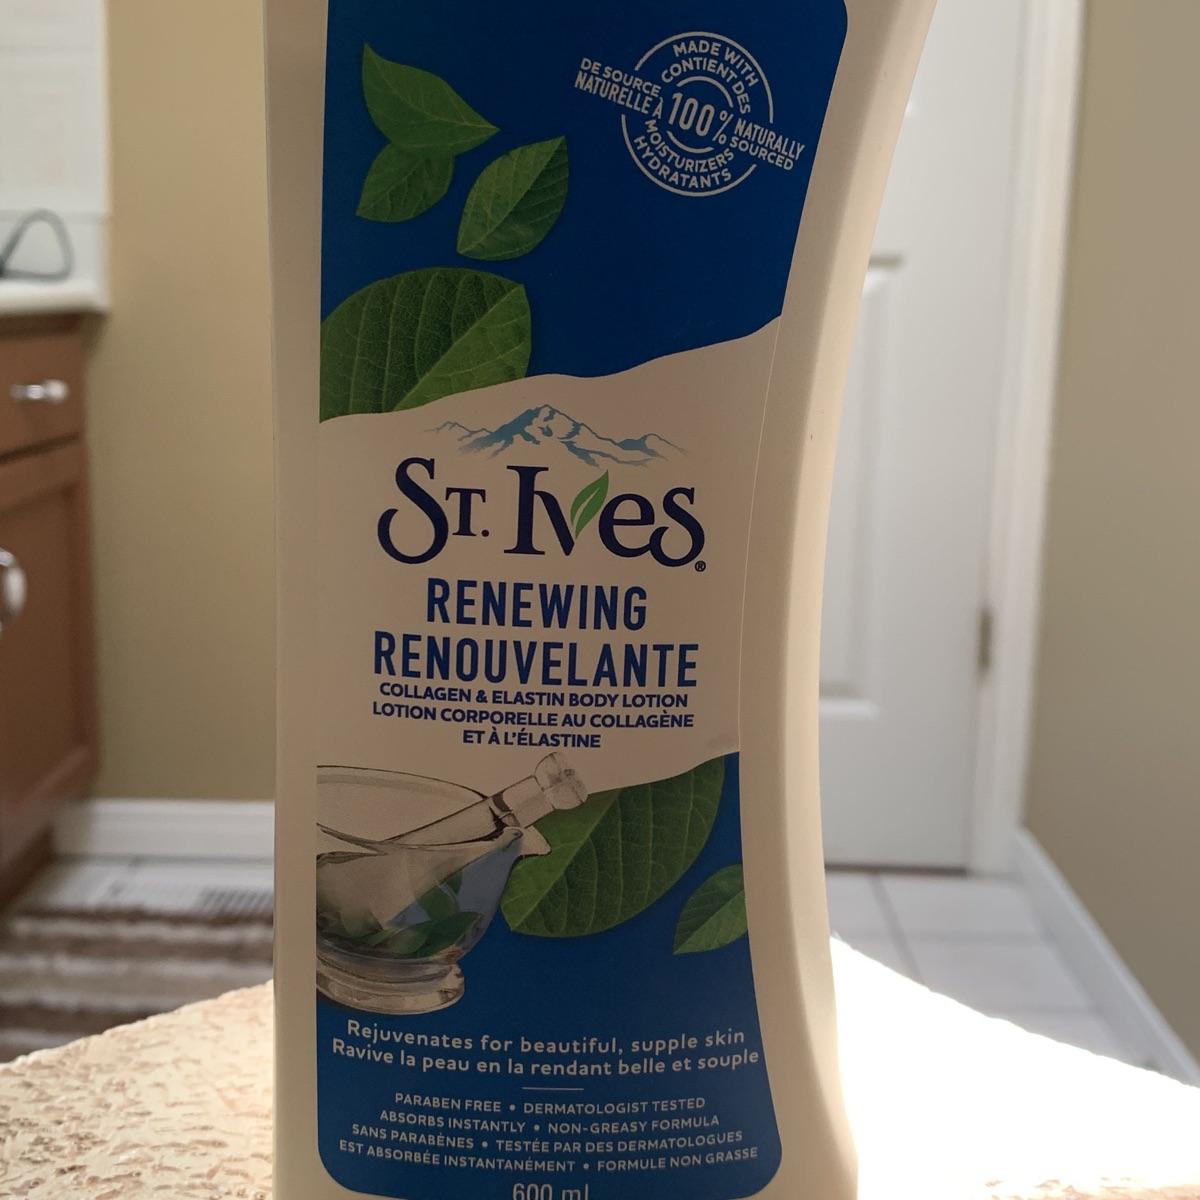 MADE WITH
CONTIENT DES
DE SOURCE
NATURELLE À
100%
NATURALLY
SOURCED
MOISTURIZERS
HYDRATANTS
ST. IVES®
RENEWING
RENOUVELANTE
COLLAGEN & ELASTIN BODY LOTION
LOTION CORPORELLE AU COLLAGÈNE
ET À L'ÉLASTINE
Rejuvenates for beautiful, supple skin
Ravive la peau en la rendant belle et souple
PARABEN FREE • DERMATOLOGIST TESTED
ABSORBS INSTANTLY • NON-GREASY FORMULA
SANS PARABÈNES • TESTÉE PAR DES DERMATOLOGUES
EST ABSORBÉE INSTANTANÉMENT • FORMULE NON GRASSE
600 ml